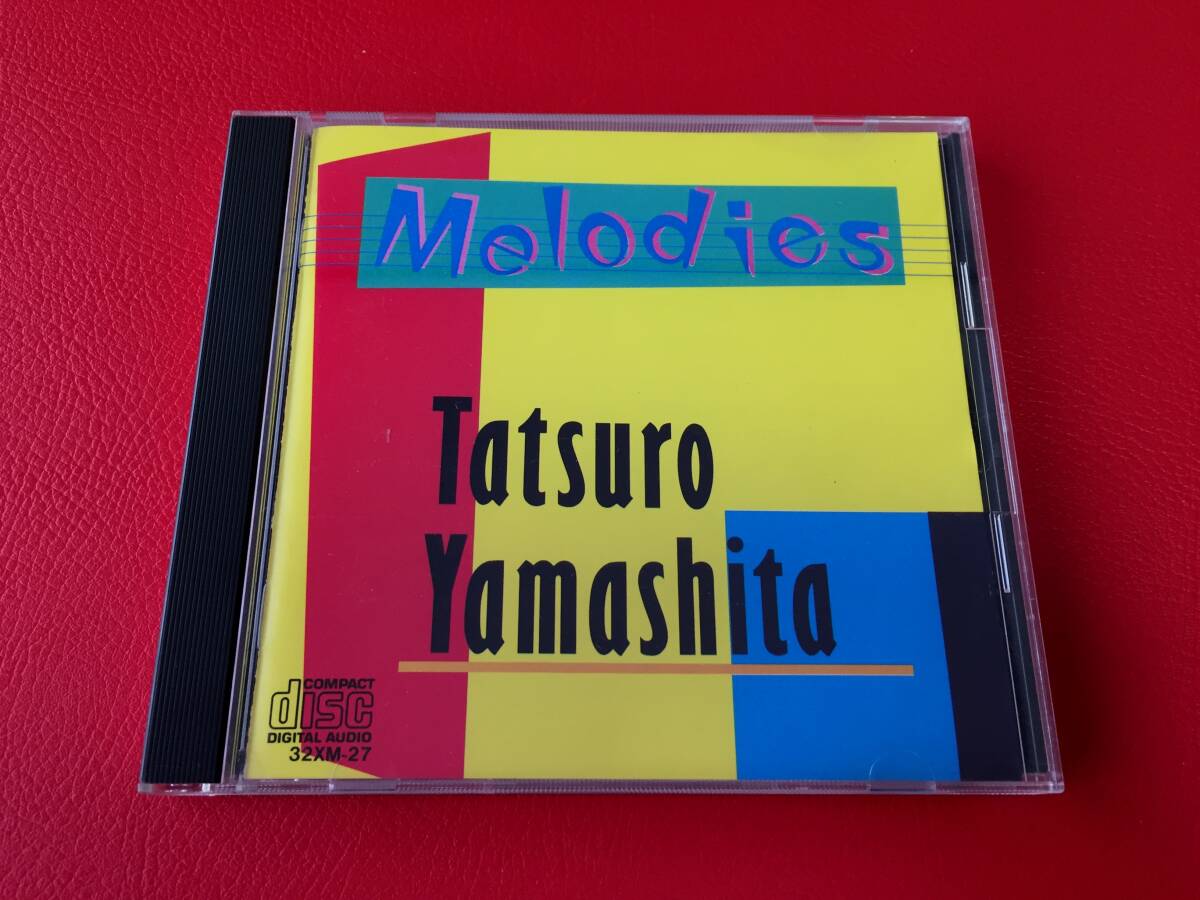 Melodies
Tatsuro
Yamashita
COMPACT
disc
DIGITAL AUDIO
32XM-27